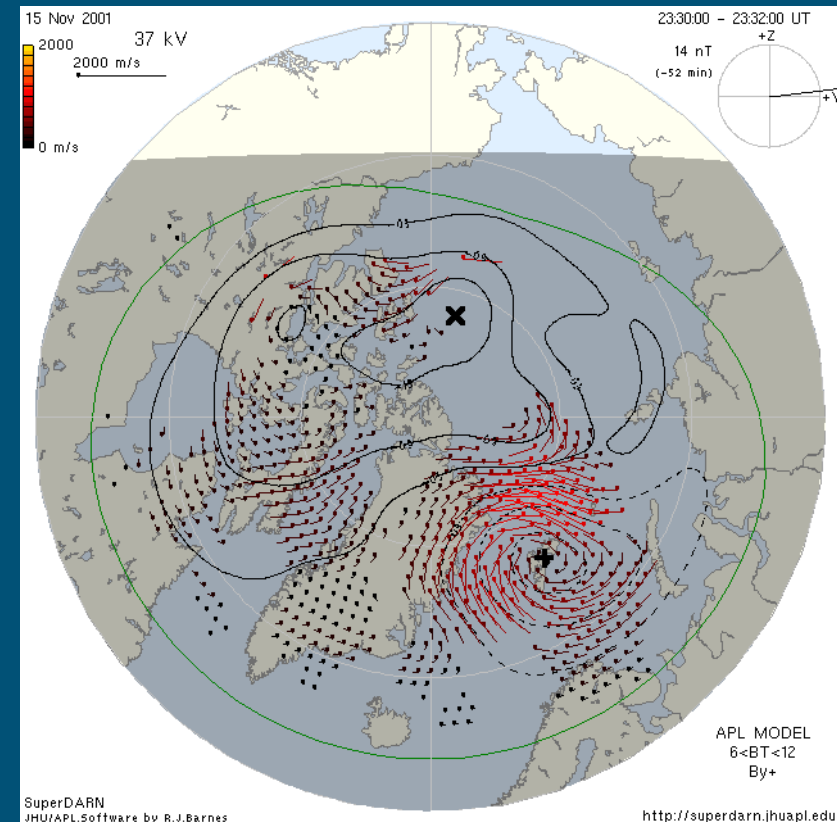 15 Nov 2001
37 kV
23:30:00 - 23:32:00 UT
2000
2000 m/s
0 m/s
14 nT
(-52 min)
+Z
+Y
APL MODEL
6<BT<12
By+
SuperDARN
JHU/APL Software by R.J.Barnes
http://superdarn.jhuapl.edu